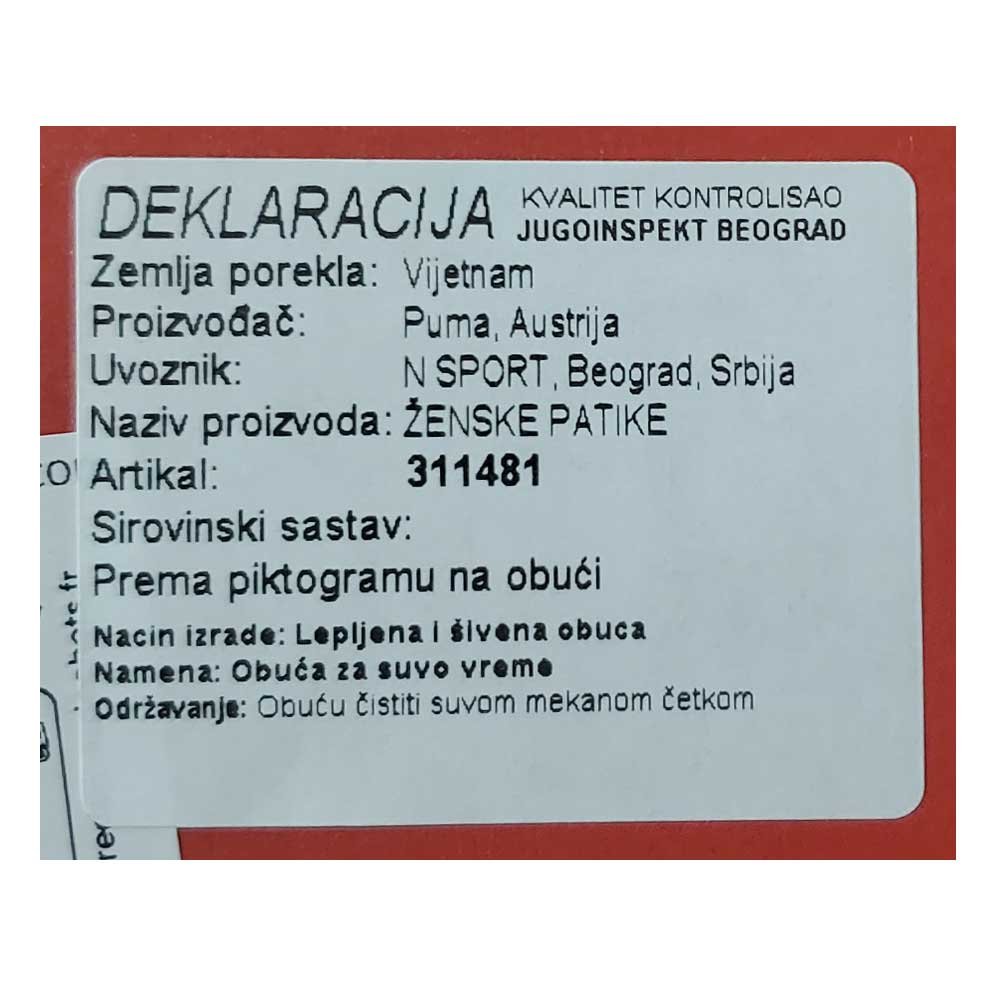 DEKLARACIJA
KVALITET KONTROLISAO
JUGOINSPEKT BEOGRAD
Zemlja porekla: Vijetnam
Proizvođač: Puma, Austrija
Uvoznik: N SPORT, Beograd, Srbija
Naziv proizvoda: ŽENSKE PATIKE
Artikal: 311481
Sirovinski sastav:
Prema piktogramu na obući
Nacin izrade: Lepljena i šivena obuca
Namena: Obuća za suvo vreme
Održavanje: Obuću čistiti suvom mekanom četkom